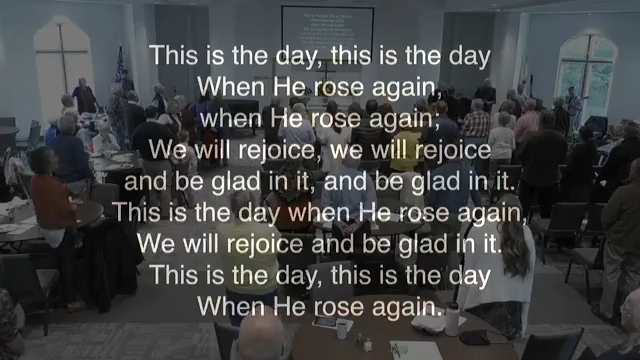 This is the day, this is the day
When He rose again,
when He rose again;
We will rejoice, we will rejoice
and be glad in it, and be glad in it.
This is the day when He rose again,
We will rejoice and be glad in it.
This is the day, this is the day
When He rose again.